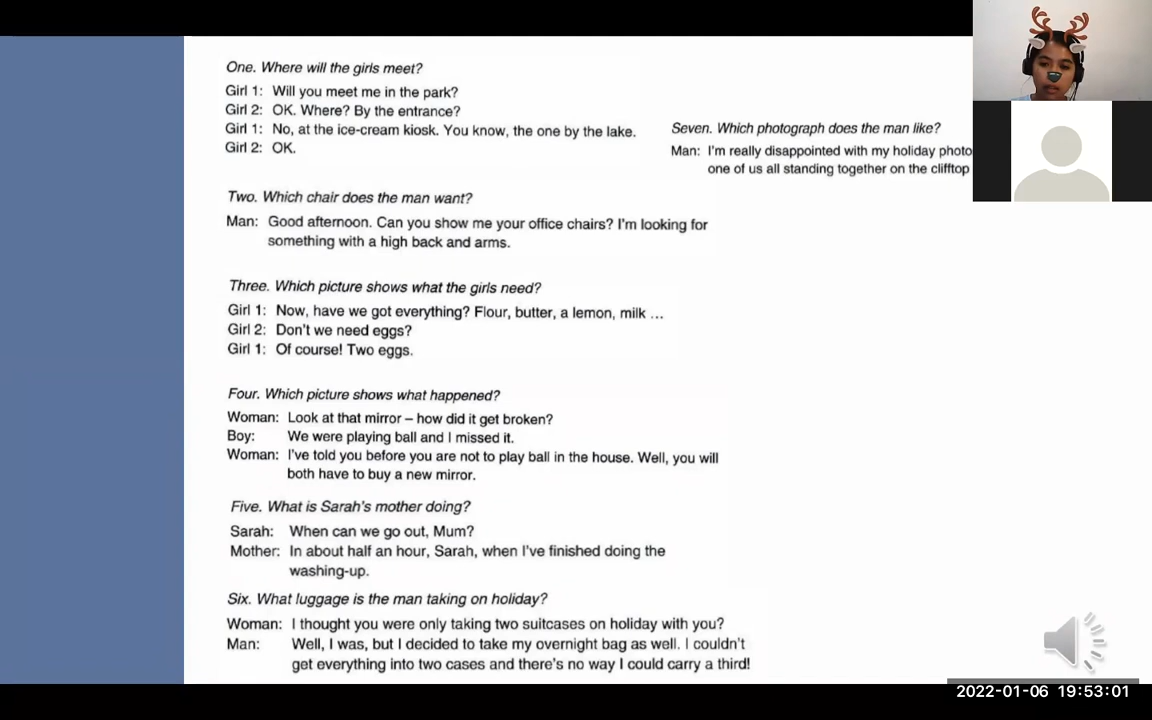 One. Where will the girls meet?
Girl 1: Will you meet me in the park?
Girl 2: OK. Where? By the entrance?
Girl 1: No, at the ice-cream kiosk. You know, the one by the lake.
Girl 2: OK.
Two. Which chair does the man want?
Man: Good afternoon. Can you show me your office chairs? I'm looking for
something with a high back and arms.
Three. Which picture shows what the girls need?
Girl 1: Now, have we got everything? Flour, butter, a lemon, milk ...
Girl 2: Don't we need eggs?
Girl 1: Of course! Two eggs.
Four. Which picture shows what happened?
Woman: Look at that mirror – how did it get broken?
Boy: We were playing ball and I missed it.
Woman: I've told you before you are not to play ball in the house. Well, you will
both have to buy a new mirror.
Five. What is Sarah's mother doing?
Sarah: When can we go out, Mum?
Mother: In about half an hour, Sarah, when I've finished doing the
washing-up.
Six. What luggage is the man taking on holiday?
Woman: I thought you were only taking two suitcases on holiday with you?
Man: Well, I was, but I decided to take my overnight bag as well. I couldn't
get everything into two cases and there's no way I could carry a third!
Seven. Which photograph does the man like?
Man: I'm really disappointed with my holiday photo
one of us all standing together on the clifftop
2022-01-06 19:53:01